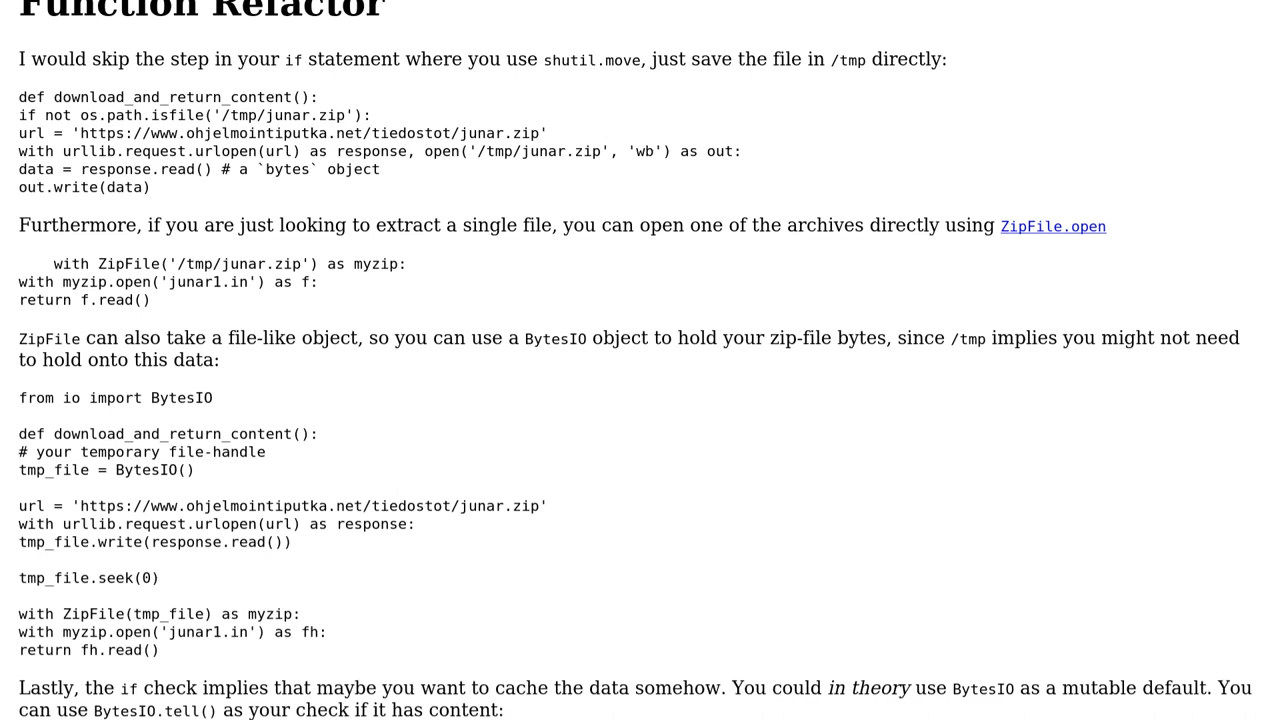 Function Refactor
I would skip the step in your if statement where you use shutil.move, just save the file in /tmp directly:
def download_and_return_content():
if not os.path.isfile('/tmp/junar.zip'):
url = 'https://www.ohjelmointiputka.net/tiedostot/junar.zip'
with urllib.request.urlopen(url) as response, open('/tmp/junar.zip', 'wb') as out:
data = response.read() # a `bytes` object
out.write(data)
Furthermore, if you are just looking to extract a single file, you can open one of the archives directly using ZipFile.open
    with ZipFile('/tmp/junar.zip') as myzip:
with myzip.open('junar1.in') as f:
return f.read()
ZipFile can also take a file-like object, so you can use a BytesIO object to hold your zip-file bytes, since /tmp implies you might not need
to hold onto this data:
from io import BytesIO
def download_and_return_content():
# your temporary file-handle
tmp_file = BytesIO()
url = 'https://www.ohjelmointiputka.net/tiedostot/junar.zip'
with urllib.request.urlopen(url) as response:
tmp_file.write(response.read())
tmp_file.seek(0)
with ZipFile(tmp_file) as myzip:
with myzip.open('junar1.in') as fh:
return fh.read()
Lastly, the if check implies that maybe you want to cache the data somehow. You could in theory use BytesIO as a mutable default. You
can use BytesIO.tell() as your check if it has content: